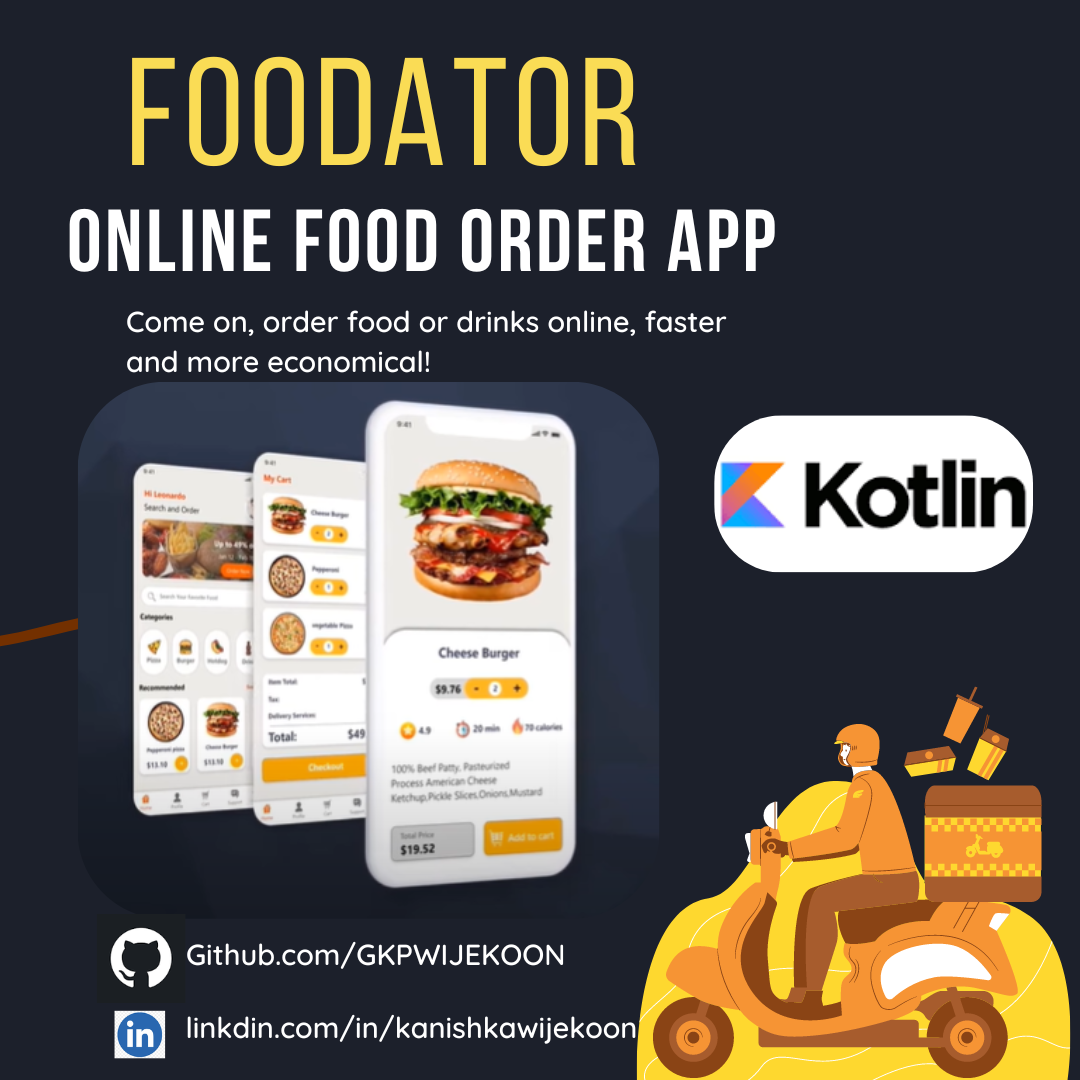 FOODATOR
ONLINE FOOD ORDER APP
Come on, order food or drinks online, faster
and more economical!
9:41
Hi Leonardo
Search and Order
Up to 49%
Search Your Favorite Food
Categories
Pizza
Burger
Hotdog
Recommended
Pepperoni pizza
$13.10
Cheese Burger
$13.10
9:41
My Cart
Cheese Burger
- 2 +
Pepperoni
vegetable Pizza
Item Total:
Tax:
Delivery Services:
Total: $49
Checkout
9:41
Cheese Burger
$9.76 - 2 +
4.9 20 min 70 calories
100% Beef Patty, Pasteurized
Process American Cheese
Ketchup,Pickle Slices,Onions,Mustard
Total Price
$19.52
Add to cart
Kotlin
Github.com/GKPWIJEKOON
in
linkdin.com/in/kanishkawijekoon